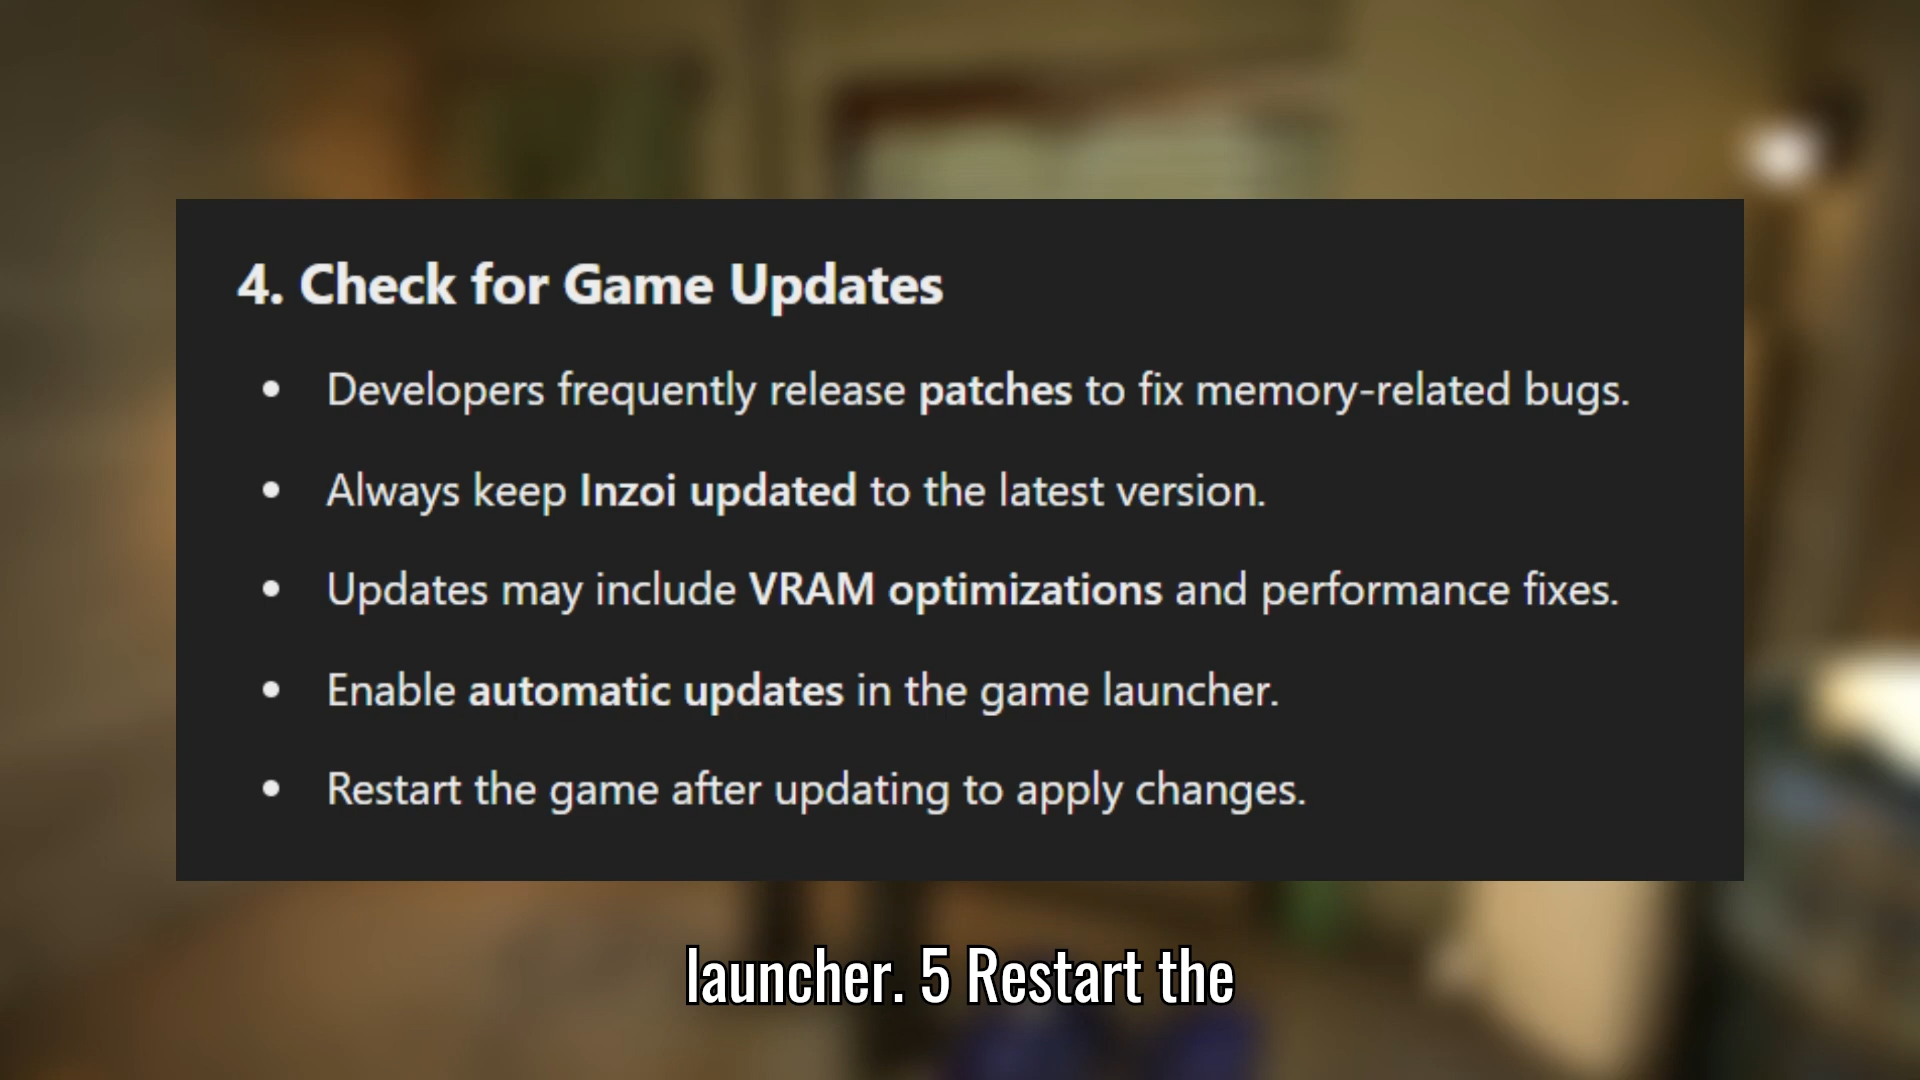 4. Check for Game Updates
• Developers frequently release patches to fix memory-related bugs.
• Always keep Inzoi updated to the latest version.
• Updates may include VRAM optimizations and performance fixes.
• Enable automatic updates in the game launcher.
• Restart the game after updating to apply changes.
launcher. 5 Restart the